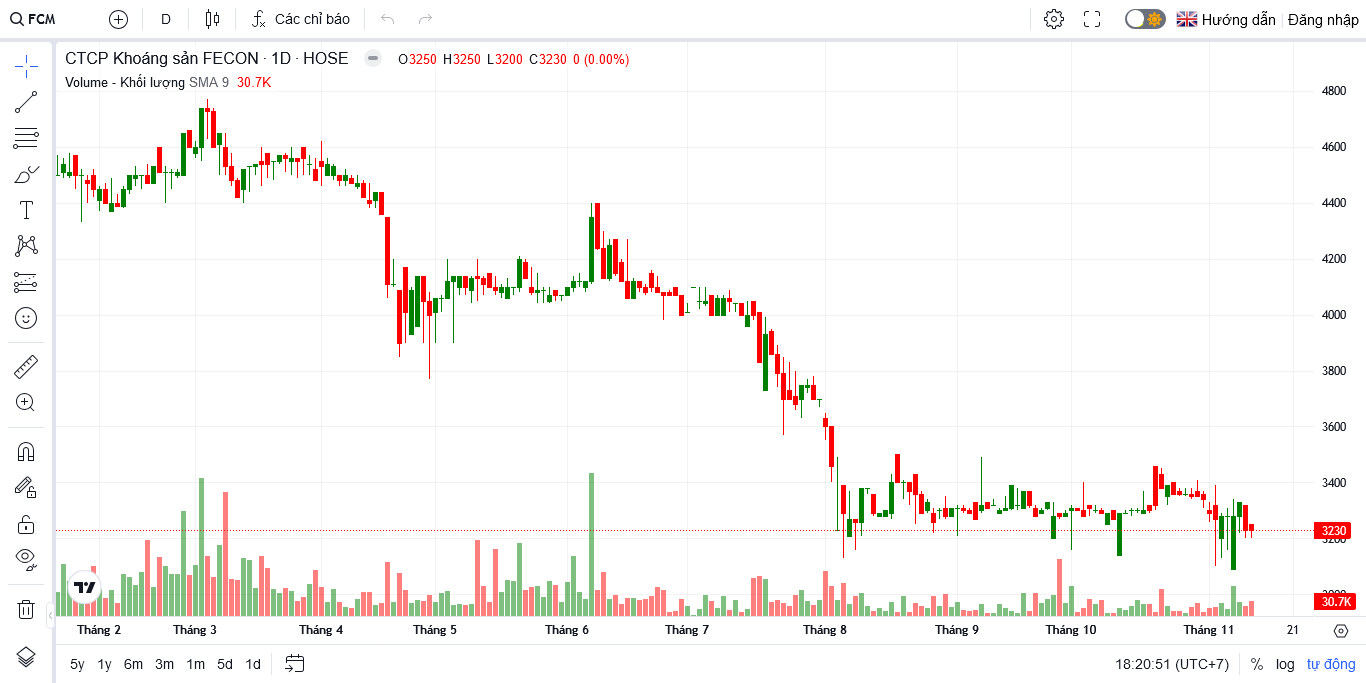 FCM D Các chỉ báo Hướng dẫn Đăng nhập
CTCP Khoáng sản FECON · 1D · HOSE O3250 H3250 L3200 C3230 0 (0.00%)
Volume - Khối lượng SMA 9 30.7K
4800
4600
4400
4200
4000
3800
3600
3400
3230
3200
30.7K
Tháng 2 Tháng 3 Tháng 4 Tháng 5 Tháng 6 Tháng 7 Tháng 8 Tháng 9 Tháng 10 Tháng 11 21
5y 1y 6m 3m 1m 5d 1d 18:20:51 (UTC+7) % log tự động